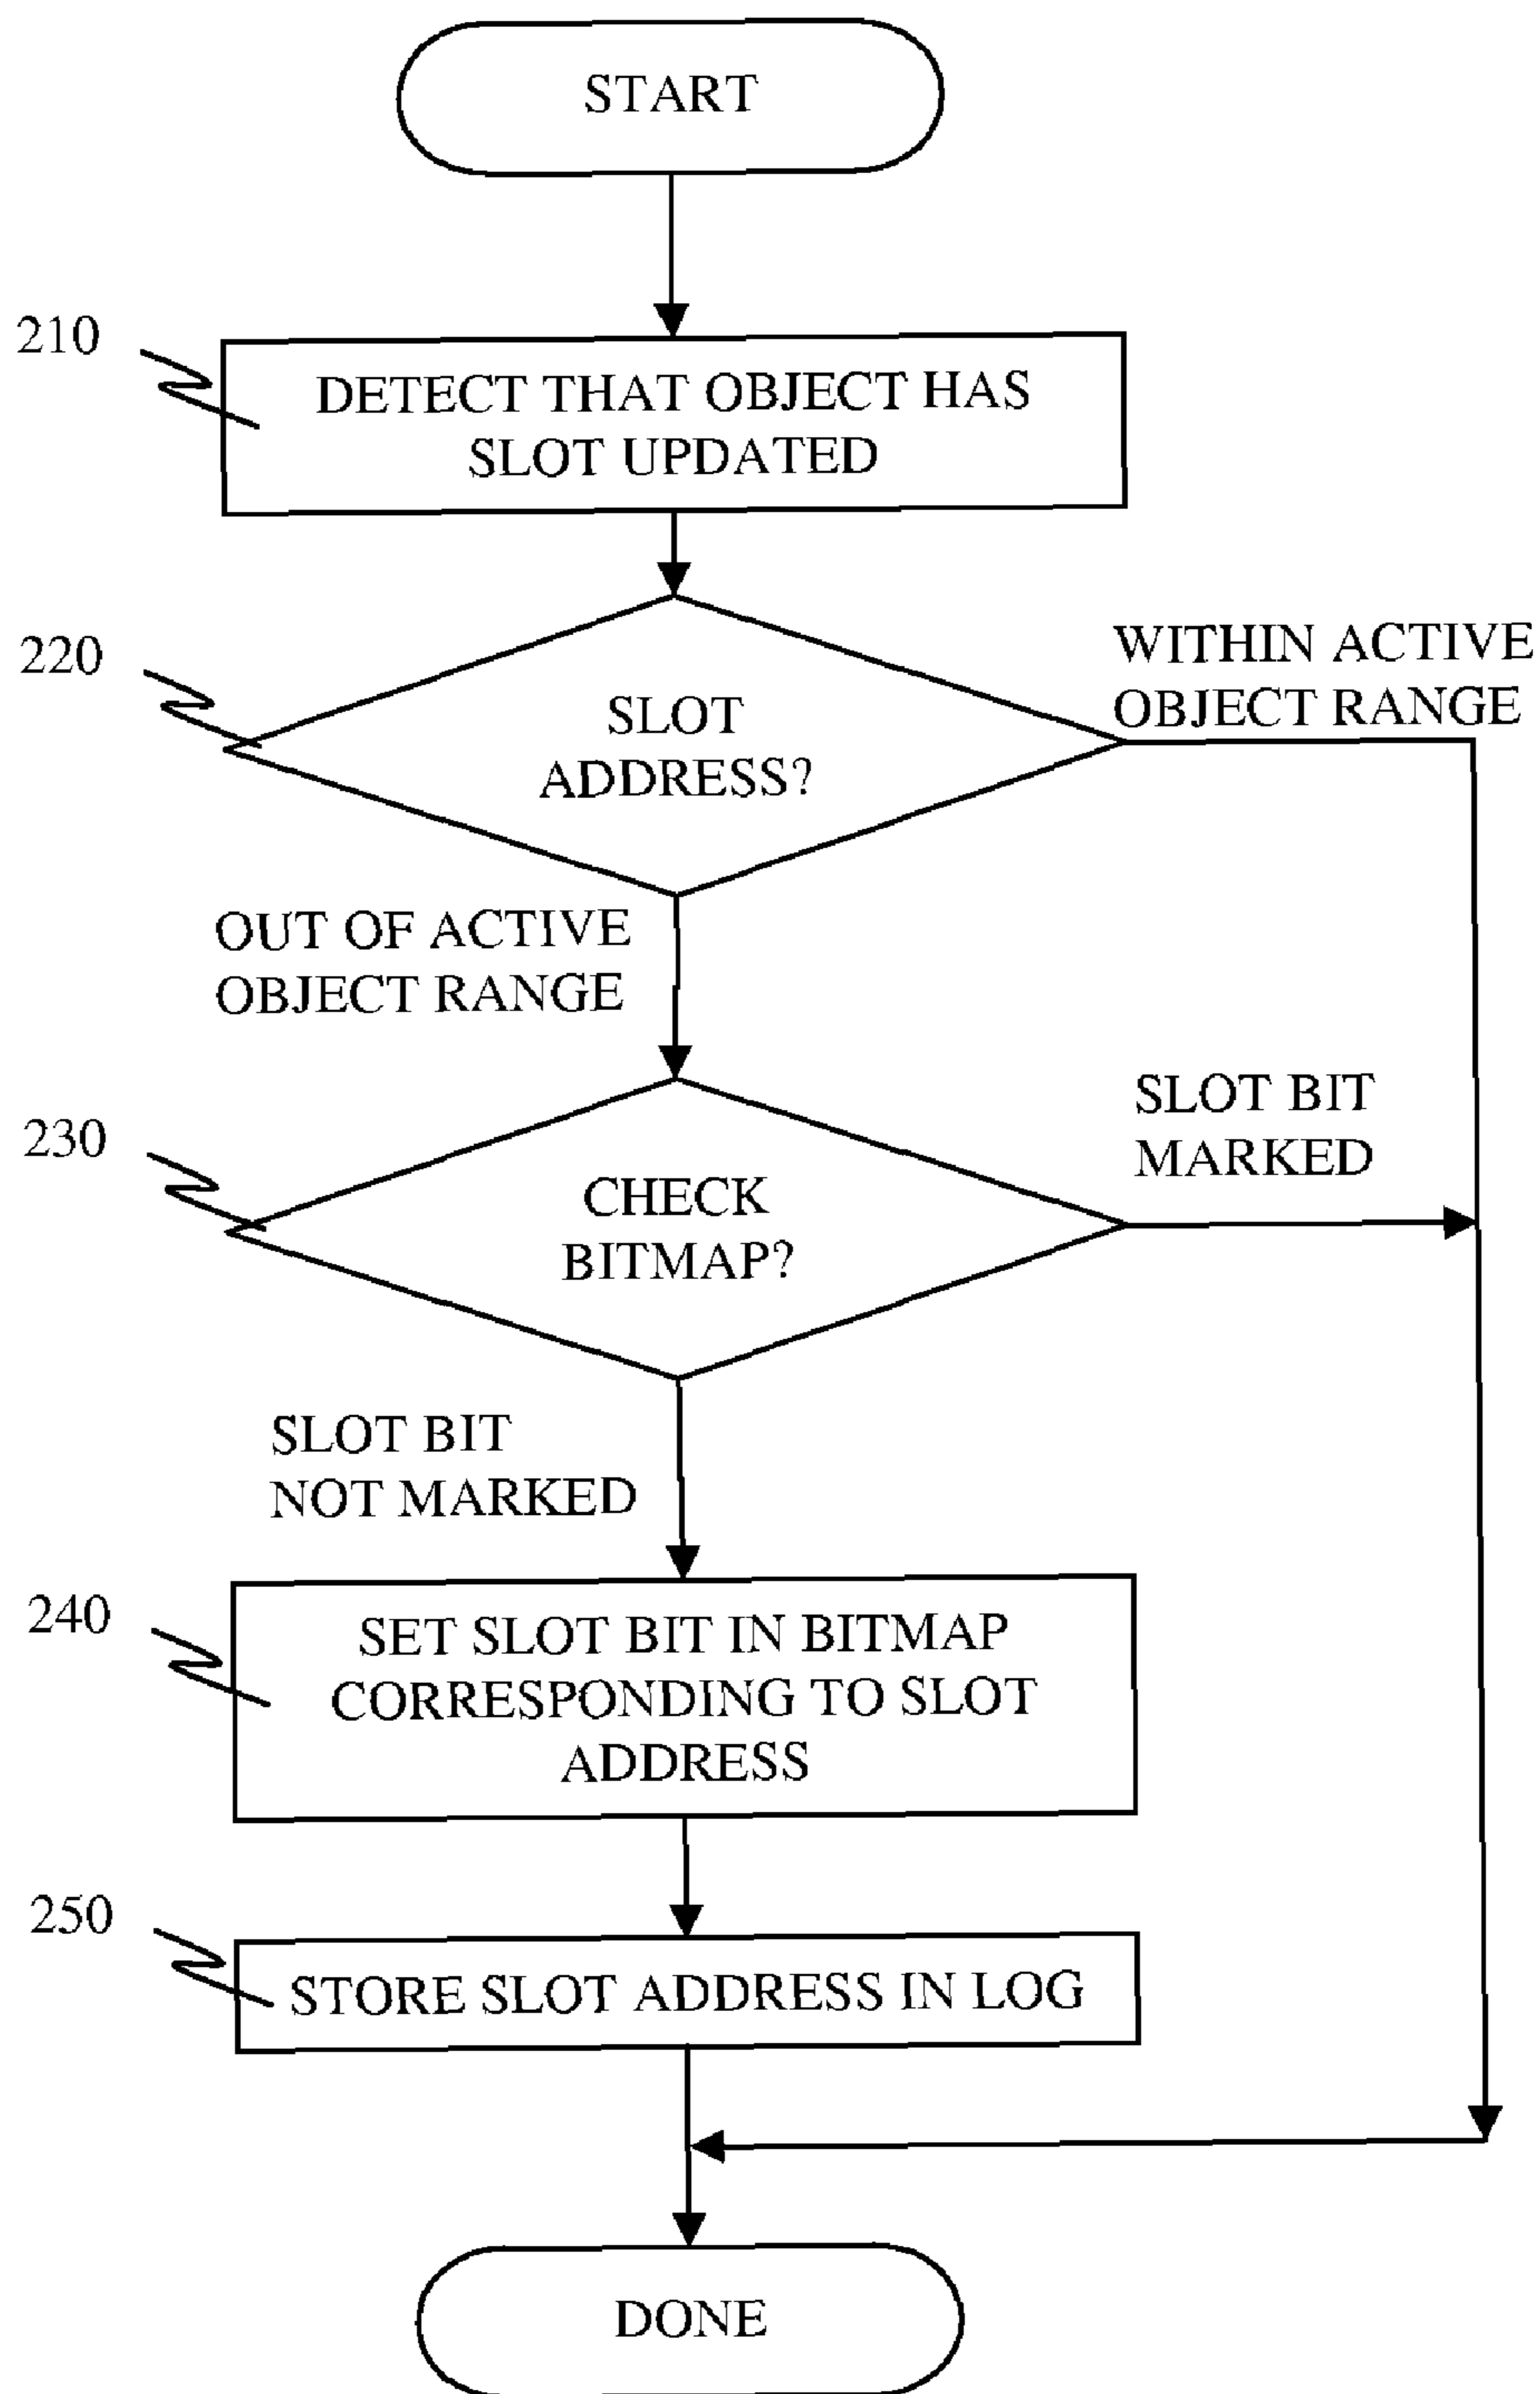 START
210
DETECT THAT OBJECT HAS
SLOT UPDATED
220
SLOT
ADDRESS?
WITHIN ACTIVE
OBJECT RANGE
OUT OF ACTIVE
OBJECT RANGE
230
CHECK
BITMAP?
SLOT BIT
MARKED
SLOT BIT
NOT MARKED
240
SET SLOT BIT IN BITMAP
CORRESPONDING TO SLOT
ADDRESS
250
STORE SLOT ADDRESS IN LOG
DONE